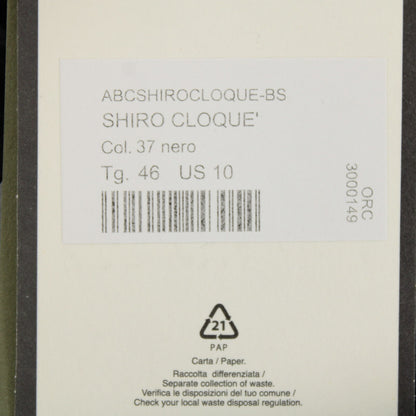 ABCSHIROCLOQUE-BS
SHIRO CLOQUE'
Col. 37 nero
Tg. 46 US 10
ORC
3000149
21
PAP
Carta / Paper.
Raccolta differenziata /
Separate collection of waste.
Verifica le disposizioni del tuo comune /
Check your local waste disposal regulation.